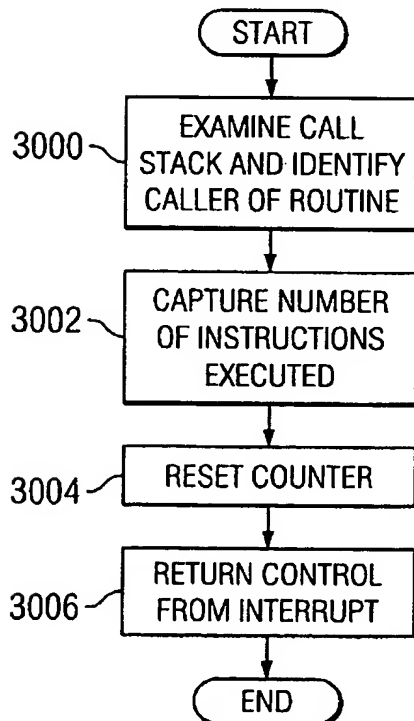 START
3000
EXAMINE CALL
STACK AND IDENTIFY
CALLER OF ROUTINE
3002
CAPTURE NUMBER
OF INSTRUCTIONS
EXECUTED
3004
RESET COUNTER
3006
RETURN CONTROL
FROM INTERRUPT
END